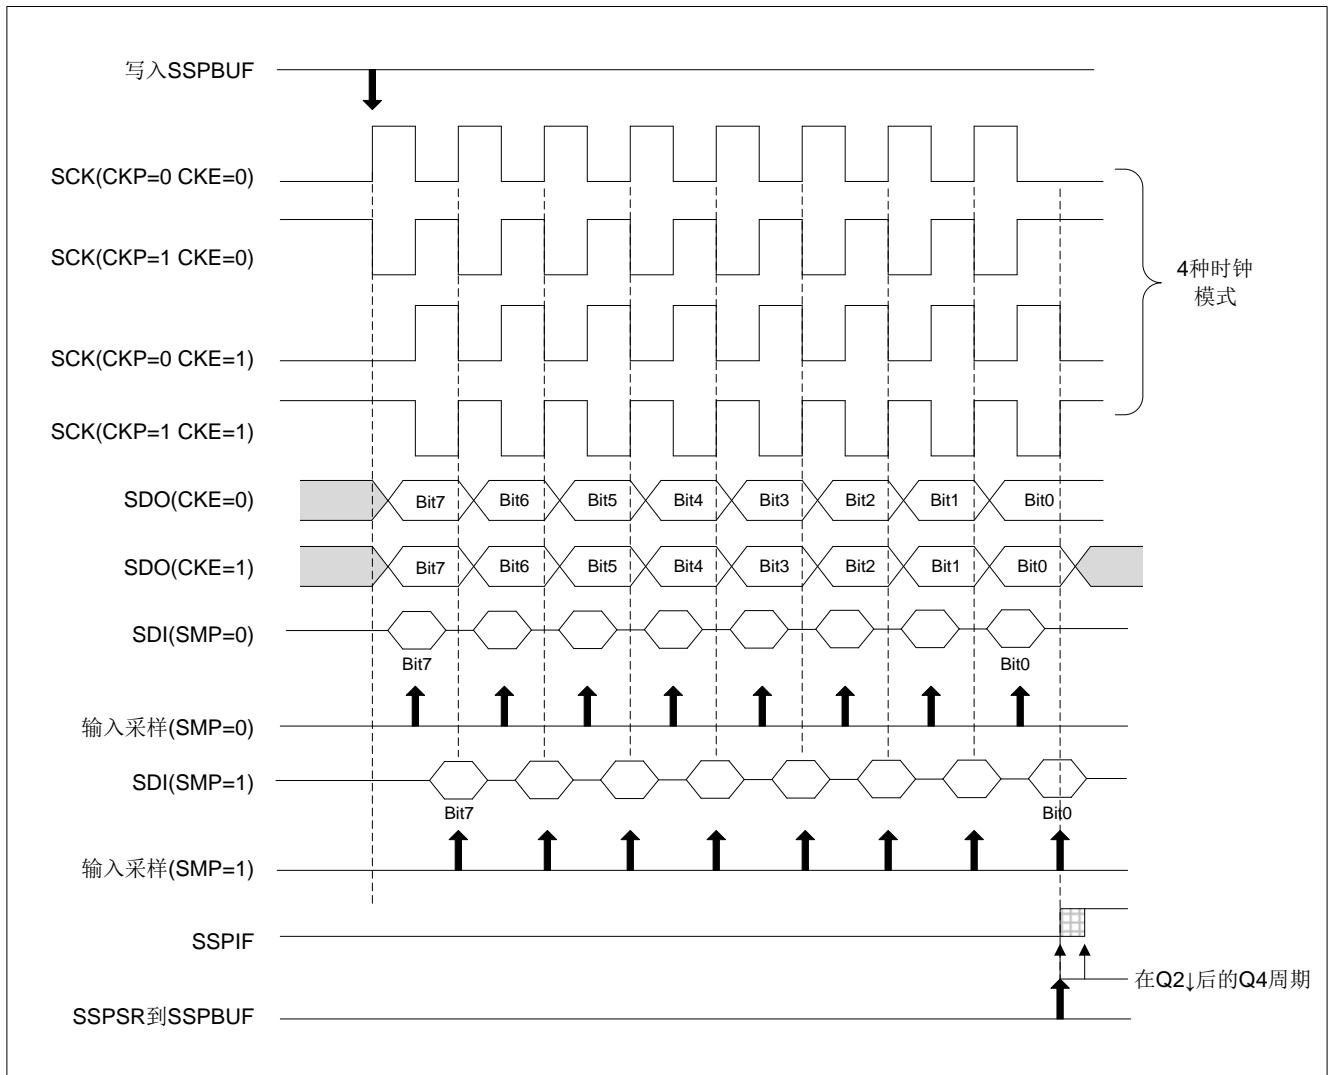 写入SSPBUF
SCK(CKP=0 CKE=0)
SCK(CKP=1 CKE=0)
4种时钟
模式
SCK(CKP=0 CKE=1)
SCK(CKP=1 CKE=1)
SDO(CKE=0)
Bit7 Bit6 Bit5 Bit4 Bit3 Bit2 Bit1 Bit0
SDO(CKE=1)
Bit7 Bit6 Bit5 Bit4 Bit3 Bit2 Bit1 Bit0
SDI(SMP=0)
Bit7 Bit0
输入采样(SMP=0)
SDI(SMP=1)
Bit7 Bit0
输入采样(SMP=1)
SSPIF
在Q2↓后的Q4周期
SSPSR到SSPBUF